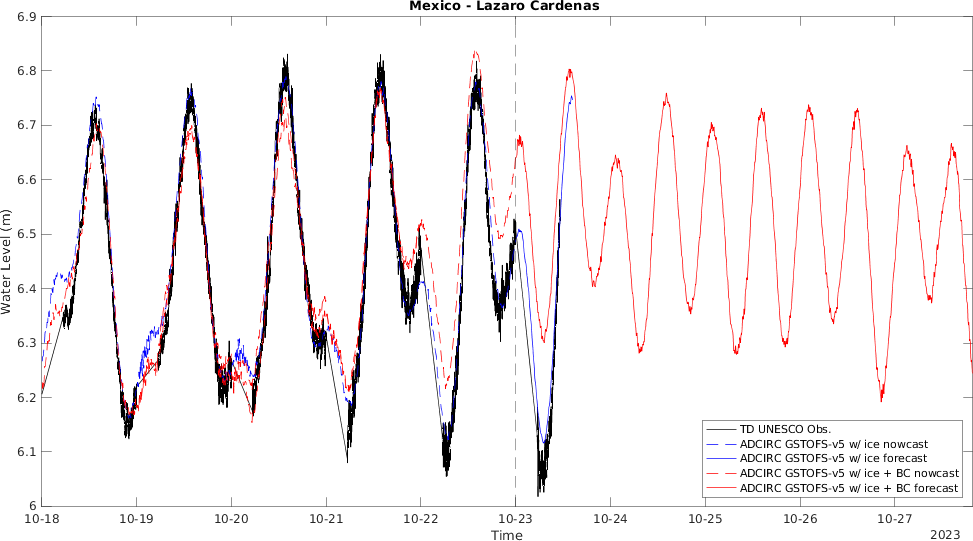 Mexico - Lazaro Cardenas
6.9
6.8
6.7
6.6
6.5
6.4
6.3
6.2
6.1
6
Water Level (m)
10-18
10-19
10-20
10-21
10-22
10-23
10-24
10-25
10-26
10-27
Time
2023
TD UNESCO Obs.
ADCIRC GSTOFS-v5 w/ ice nowcast
ADCIRC GSTOFS-v5 w/ ice forecast
ADCIRC GSTOFS-v5 w/ ice + BC nowcast
ADCIRC GSTOFS-v5 w/ ice + BC forecast